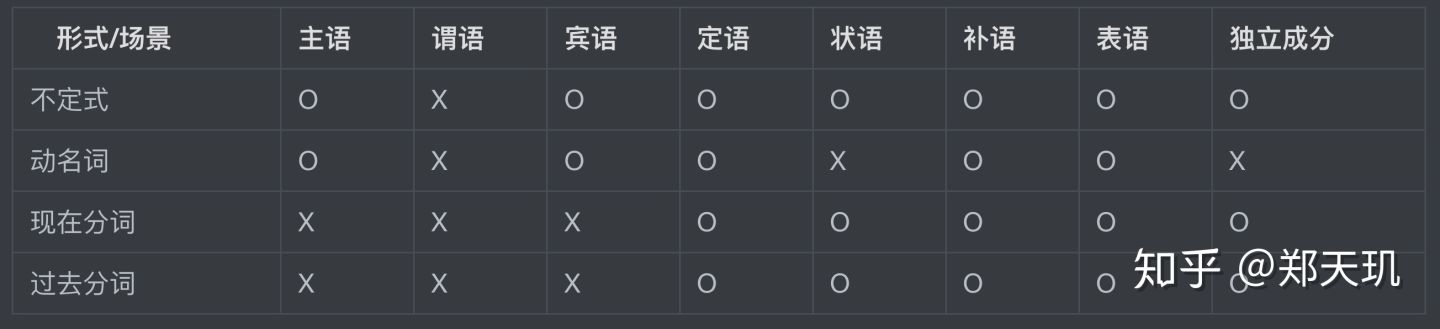 形式/场景 主语 谓语 宾语 定语 状语 补语 表语 独立成分
不定式 O X O O O O O O
动名词 O X O O X O O X
现在分词 X X X O O O O O
过去分词 X X X O O O O O
知乎 @郑天玑